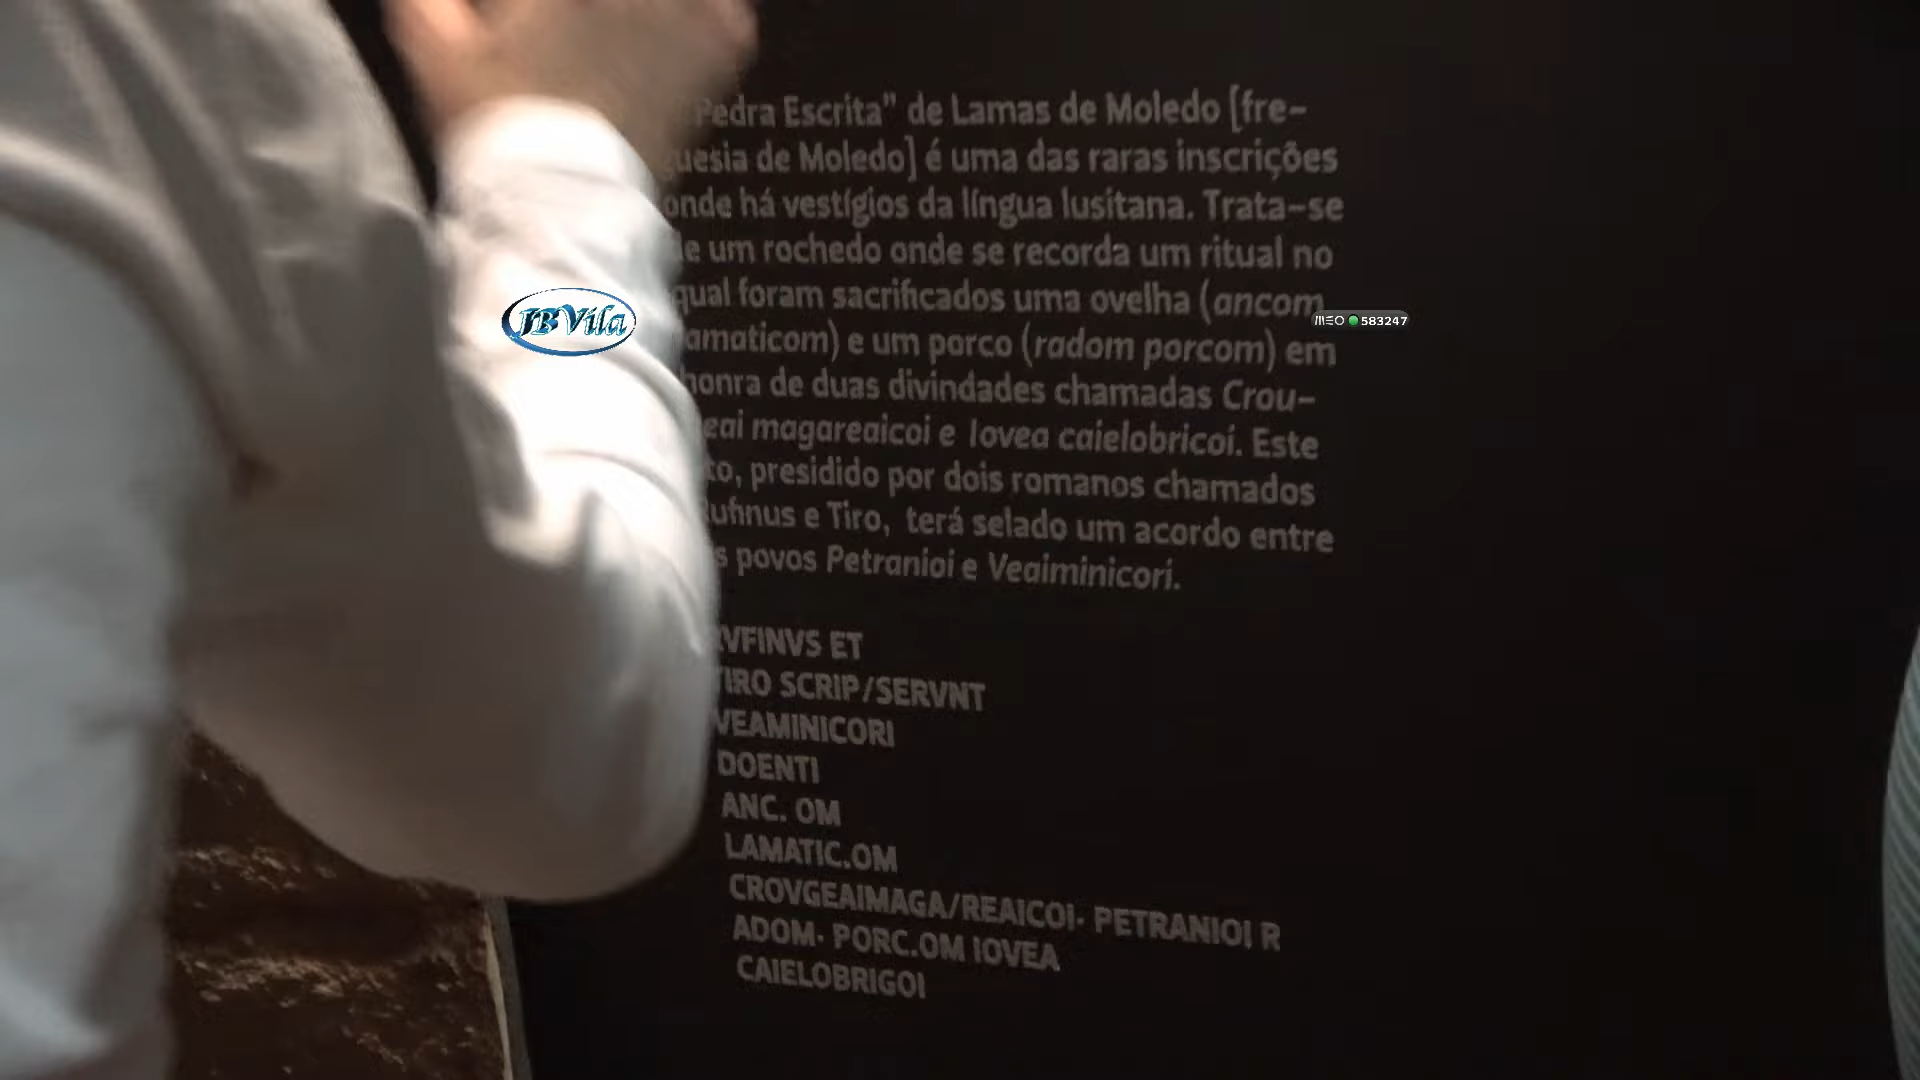 Pedra Escrita” de Lamas de Moledo [fre-
guesia de Moledo] é uma das raras inscrições
onde há vestígios da língua lusitana. Trata-se
de um rochedo onde se recorda um ritual no
qual foram sacrificados uma ovelha (ancom
amaticom) e um porco (radom porcom) em
honra de duas divindades chamadas Crou-
eai magareaicoi e Iovea caielobricoi. Este
to, presidido por dois romanos chamados
Rufinus e Tiro, terá selado um acordo entre
s povos Petranioi e Veaiminicori.
RVFINVS ET
TIRO SCRIP/SERVNT
VEAMINICORI
DOENTI
ANC. OM
LAMATIC.OM
CROVGEAIMAGA/REAICOI· PETRANIOI R
ADOM· PORC.OM IOVEA
CAIELOBRIGOI
JBVila
MEO 583247